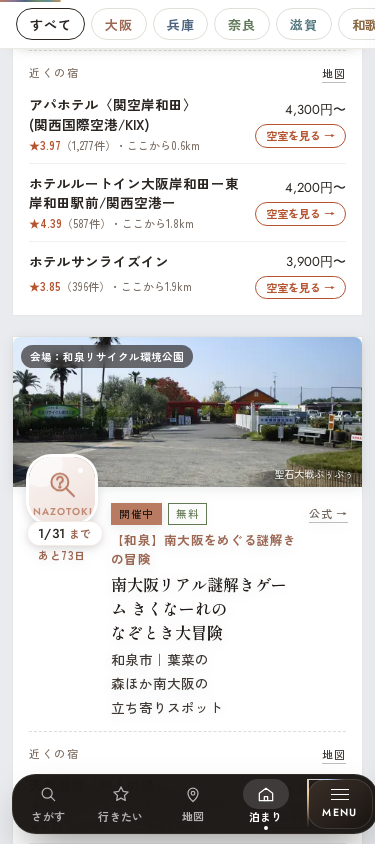 すべて
大阪
兵庫
奈良
滋賀
和歌
近くの宿
地図
アパホテル〈関空岸和田〉
(関西国際空港/KIX)
★3.97（1,277件）・ここから0.6km
4,300円〜
空室を見る →
ホテルルートイン大阪岸和田ー東
岸和田駅前/関西空港ー
★4.39（587件）・ここから1.8km
4,200円〜
空室を見る →
ホテルサンライズイン
★3.85（396件）・ここから1.9km
3,900円〜
空室を見る →
会場：和泉リサイクル環境公園
聖石大戦ぷぅぷぅ
NAZOTOKI
1/31 まで
あと73日
開催中
無料
公式 →
【和泉】南大阪をめぐる謎解き
の冒険
南大阪リアル謎解きゲー
ム きくなーれの
なぞとき大冒険
和泉市｜葉菜の
森ほか南大阪の
立ち寄りスポット
近くの宿
地図
さがす
行きたい
地図
泊まり
MENU